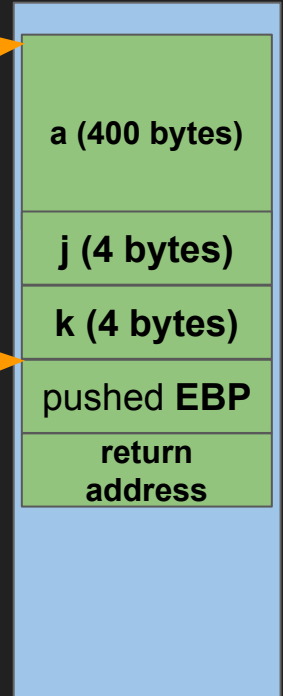 a (400 bytes)
j (4 bytes)
k (4 bytes)
pushed EBP
return
address